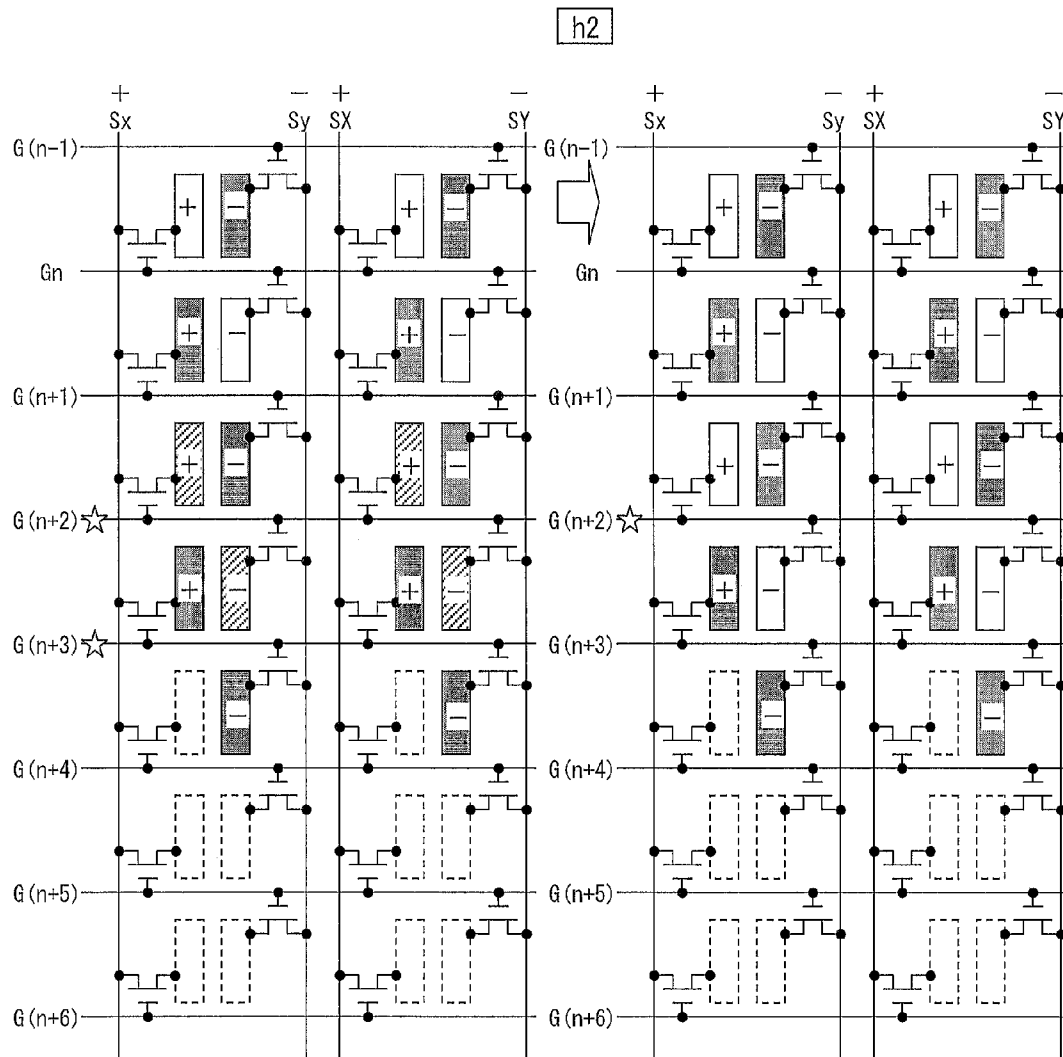 h2
+ − + − + − + −
Sx Sy SX SY Sx Sy SX SY
G(n-1) G(n-1)
+ − + − + − + −
Gn Gn
+ − + − + − + −
G(n+1) G(n+1)
+ − + − + − + −
G(n+2)☆ G(n+2)☆
+ − + − + − + −
G(n+3)☆ G(n+3)
− − − −
G(n+4) G(n+4)
G(n+5) G(n+5)
G(n+6) G(n+6)